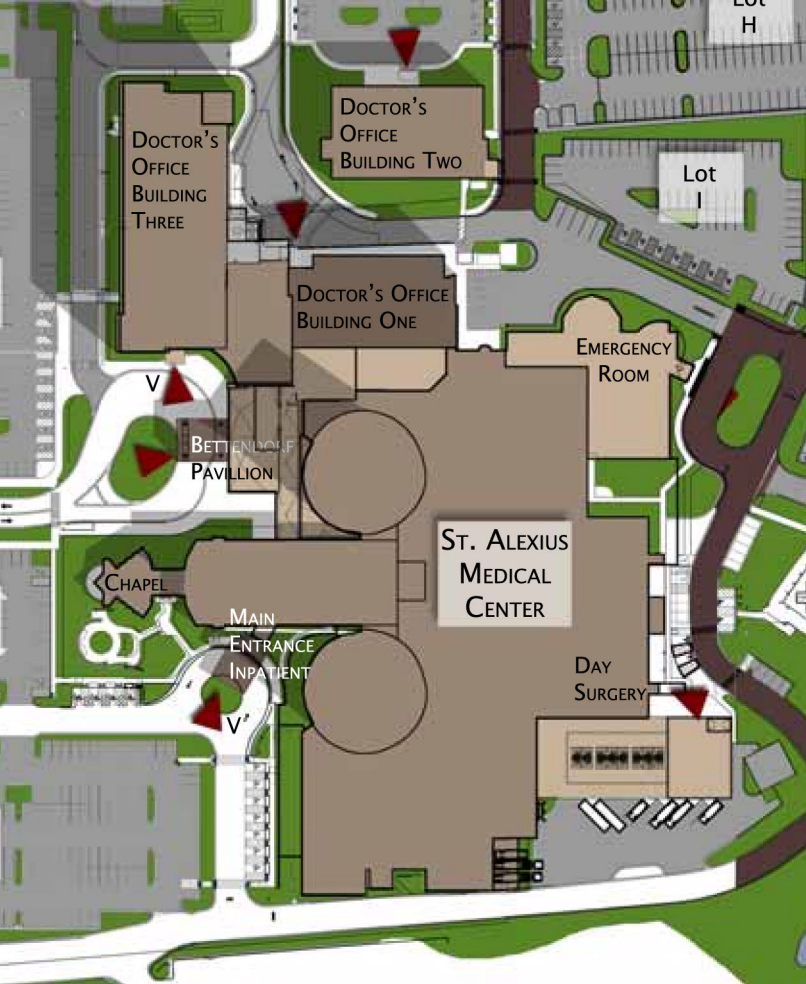 Lot
H
Doctor's
Office
Building Two
Doctor's
Office
Building
Three
Lot
I
Doctor's Office
Building One
Emergency
Room
V
Bettendorf
Pavillion
St. Alexius
Medical
Center
Chapel
Main
Entrance
Inpatient
Day
Surgery
V